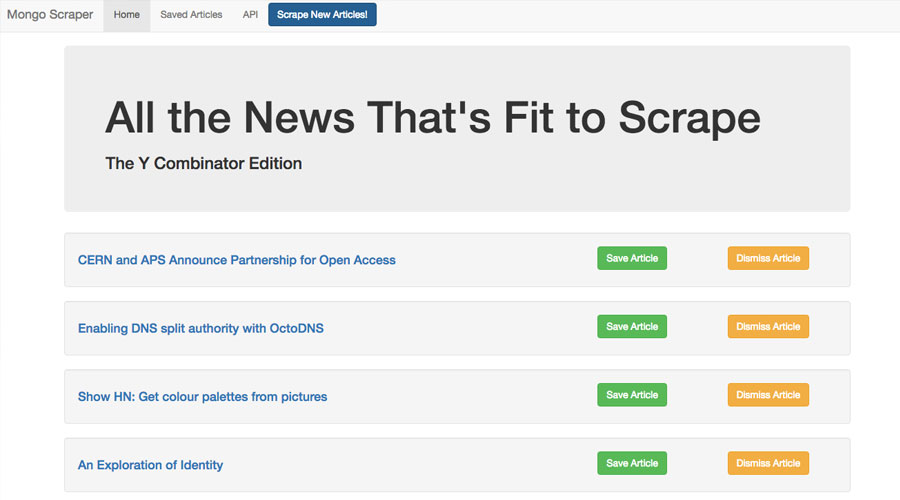 Mongo Scraper Home Saved Articles API Scrape New Articles!
All the News That's Fit to Scrape
The Y Combinator Edition
CERN and APS Announce Partnership for Open Access Save Article Dismiss Article
Enabling DNS split authority with OctoDNS Save Article Dismiss Article
Show HN: Get colour palettes from pictures Save Article Dismiss Article
An Exploration of Identity Save Article Dismiss Article